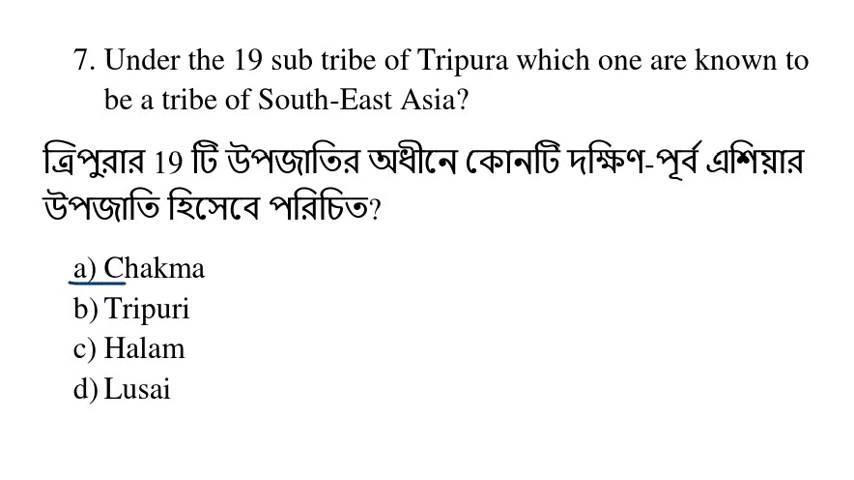 7. Under the 19 sub tribe of Tripura which one are known to
be a tribe of South-East Asia?
ত্রিপুরার 19 টি উপজাতির অধীনে কোনটি দক্ষিণ-পূর্ব এশিয়ার
উপজাতি হিসেবে পরিচিত?
a) Chakma
b) Tripuri
c) Halam
d) Lusai